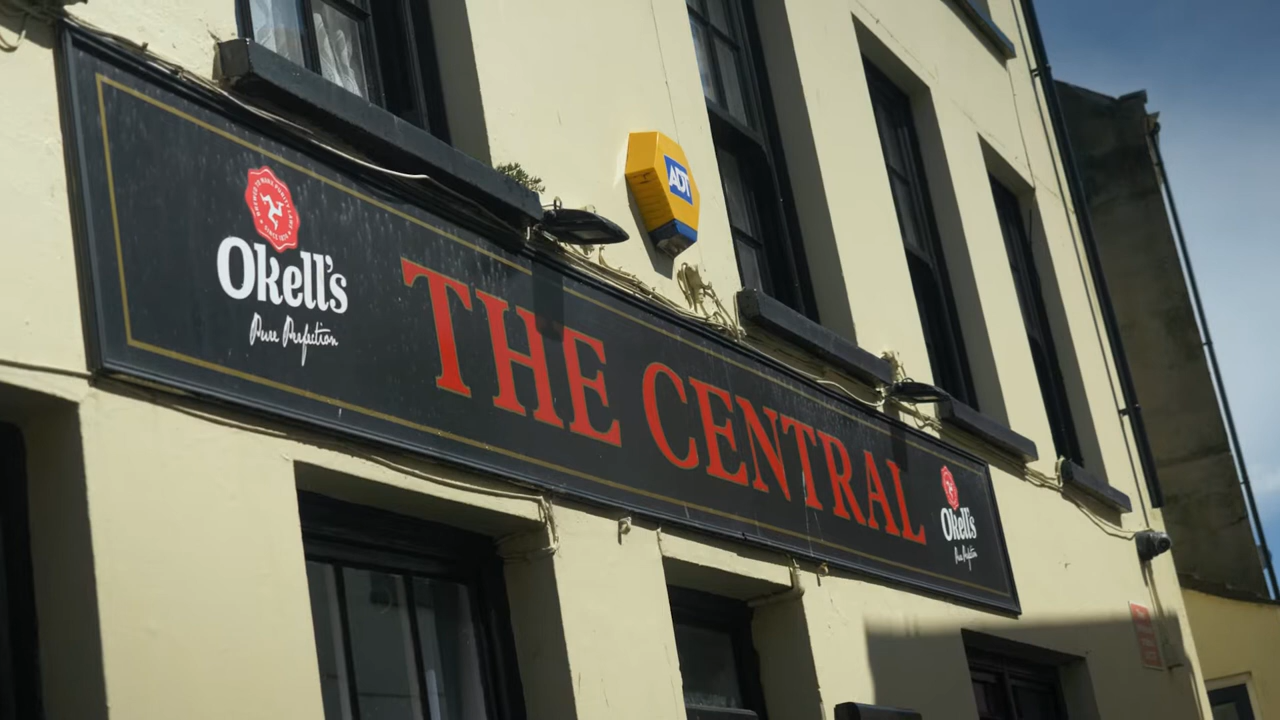 Okell's
Pure Perfection
THE CENTRAL
ADT
Okell's
Pure Perfection